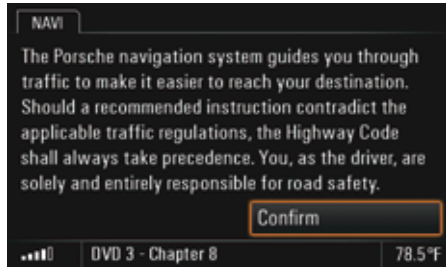 NAVI
The Porsche navigation system guides you through
traffic to make it easier to reach your destination.
Should a recommended instruction contradict the
applicable traffic regulations, the Highway Code
shall always take precedence. You, as the driver, are
solely and entirely responsible for road safety.
Confirm
DVD 3 - Chapter 8 78.5°F